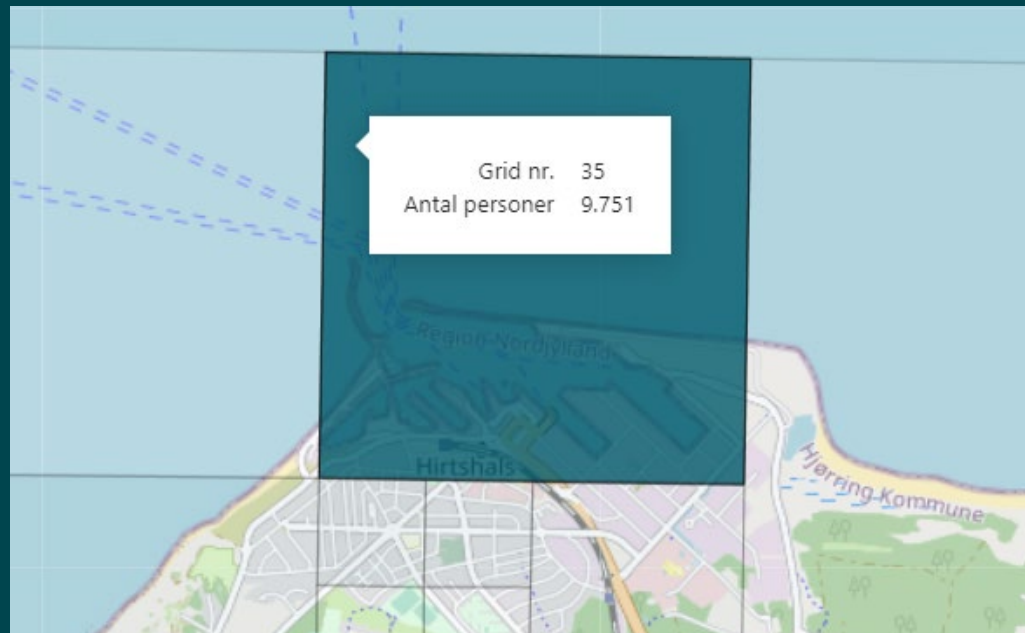 Grid nr. 35
Antal personer 9.751
Region Nordjylland
Hirtshals
Hjørring Kommune